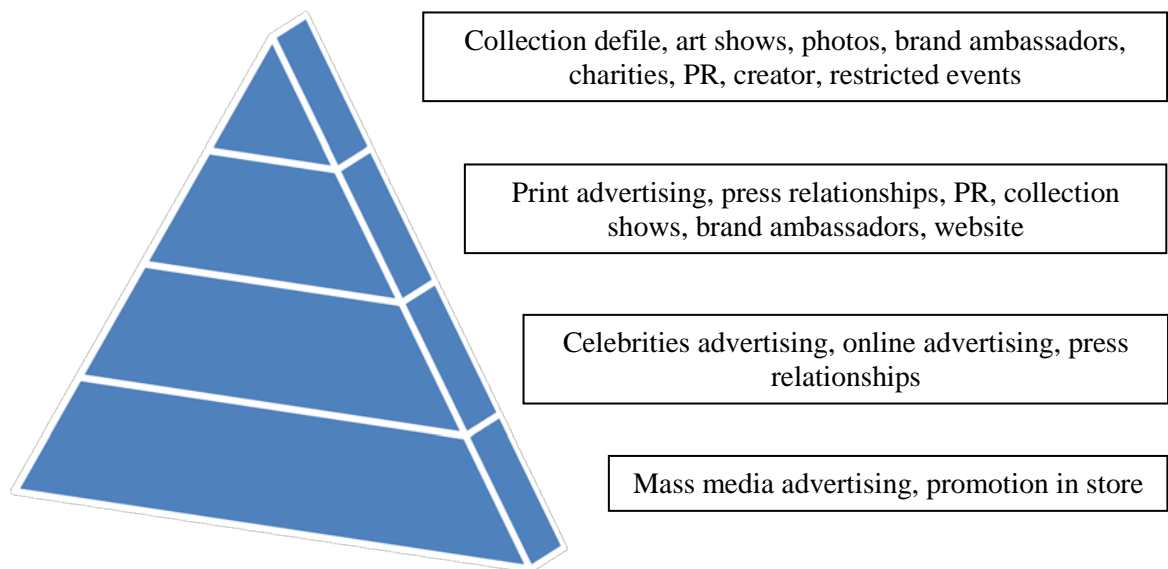 Collection defile, art shows, photos, brand ambassadors,
charities, PR, creator, restricted events
Print advertising, press relationships, PR, collection
shows, brand ambassadors, website
Celebrities advertising, online advertising, press
relationships
Mass media advertising, promotion in store